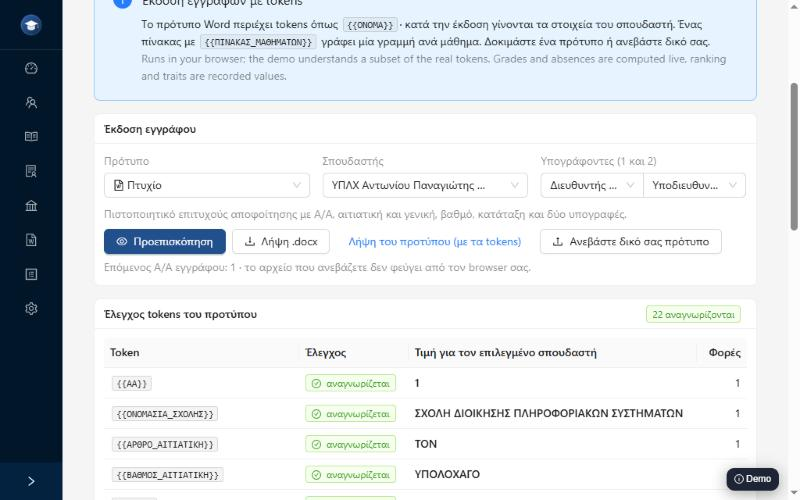 Έκδοση εγγράφων με tokens
Το πρότυπο Word περιέχει tokens όπως {{ΟΝΟΜΑ}} · κατά την έκδοση γίνονται τα στοιχεία του σπουδαστή. Ένας
πίνακας με {{ΠΙΝΑΚΑΣ_ΜΑΘΗΜΑΤΩΝ}} γράφει μία γραμμή ανά μάθημα. Δοκιμάστε ένα πρότυπο ή ανεβάστε δικό σας.
Runs in your browser; the demo understands a subset of the real tokens. Grades and absences are computed live, ranking
and traits are recorded values.
Έκδοση εγγράφου
Πρότυπο Σπουδαστής Υπογράφοντες (1 και 2)
Πτυχίο ΥΠΛΧ Αντωνίου Παναγιώτης ... Διευθυντής ... Υποδιευθυν...
Πιστοποιητικό επιτυχούς αποφοίτησης με Α/Α, αιτιατική και γενική, βαθμό, κατάταξη και δύο υπογραφές.
Προεπισκόπηση Λήψη .docx Λήψη του προτύπου (με τα tokens) Ανεβάστε δικό σας πρότυπο
Επόμενος Α/Α εγγράφου: 1 · το αρχείο που ανεβάζετε δεν φεύγει από τον browser σας.
Έλεγχος tokens του προτύπου 22 αναγνωρίζονται
Token Έλεγχος Τιμή για τον επιλεγμένο σπουδαστή Φορές
{{ΑΑ}} αναγνωρίζεται 1 1
{{ΟΝΟΜΑΣΙΑ_ΣΧΟΛΗΣ}} αναγνωρίζεται ΣΧΟΛΗ ΔΙΟΙΚΗΣΗΣ ΠΛΗΡΟΦΟΡΙΑΚΩΝ ΣΥΣΤΗΜΑΤΩΝ 1
{{ΑΡΘΡΟ_ΑΙΤΙΑΤΙΚΗ}} αναγνωρίζεται ΤΟΝ 1
{{ΒΑΘΜΟΣ_ΑΙΤΙΑΤΙΚΗ}} αναγνωρίζεται ΥΠΟΛΟΧΑΓΟ
Demo